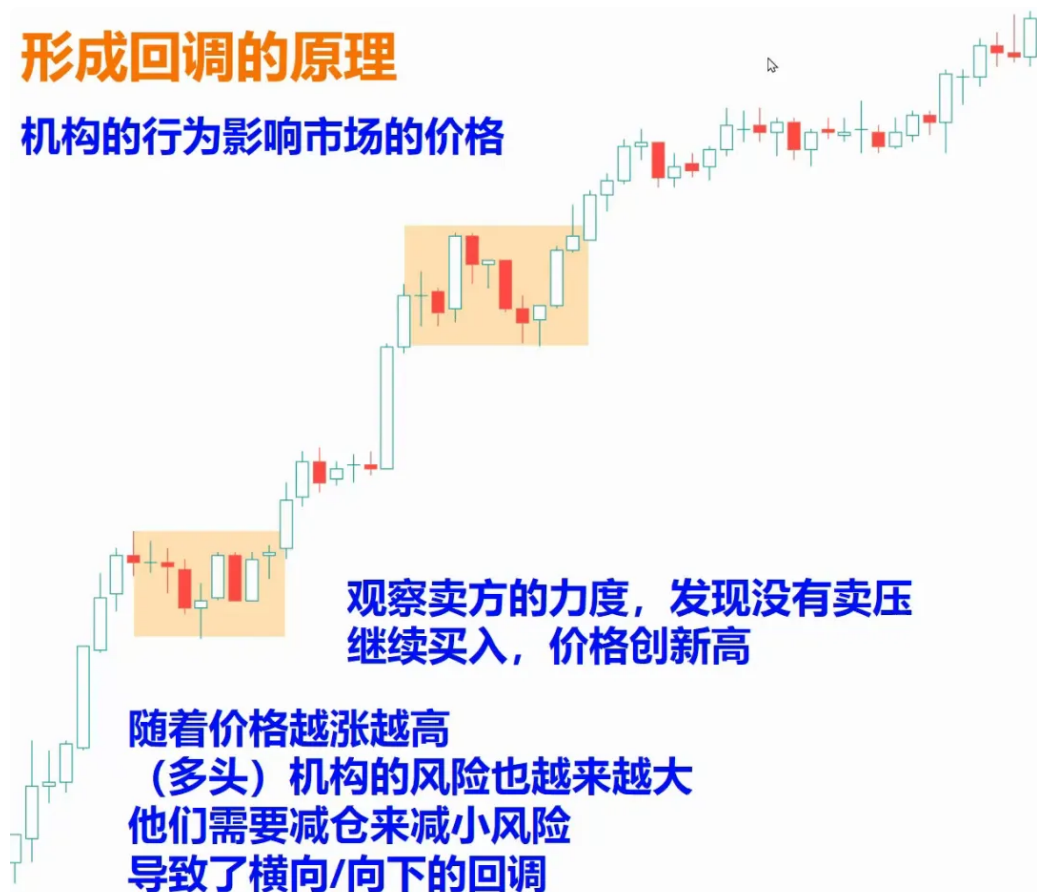 形成回调的原理
机构的行为影响市场的价格
观察卖方的力度，发现没有卖压
继续买入，价格创新高
随着价格越涨越高
（多头）机构的风险也越来越大
他们需要减仓来减小风险
导致了横向/向下的回调